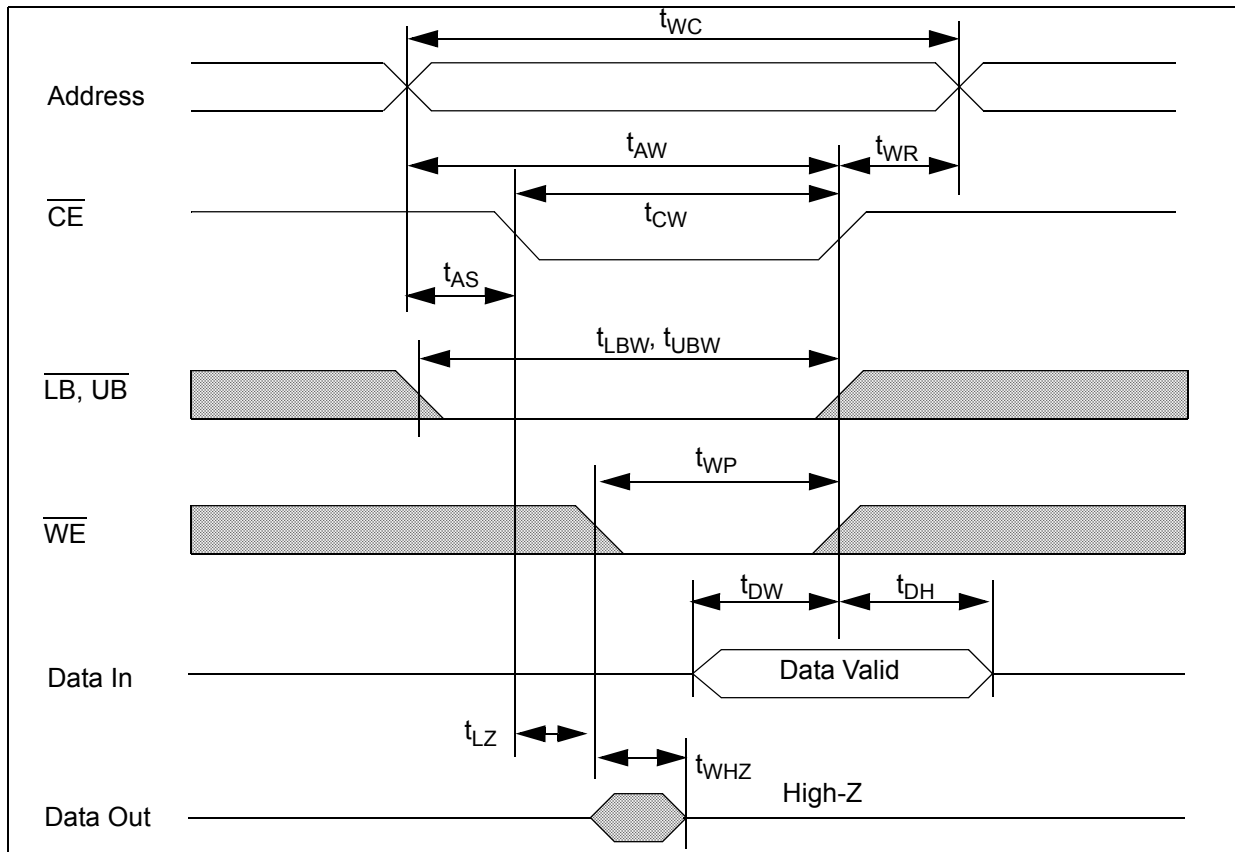 tWC
Address
tAW
tWR
CE
tCW
tAS
tLBW, tUBW
LB, UB
tWP
WE
tDW
tDH
Data In
Data Valid
tLZ
tWHZ
Data Out
High-Z